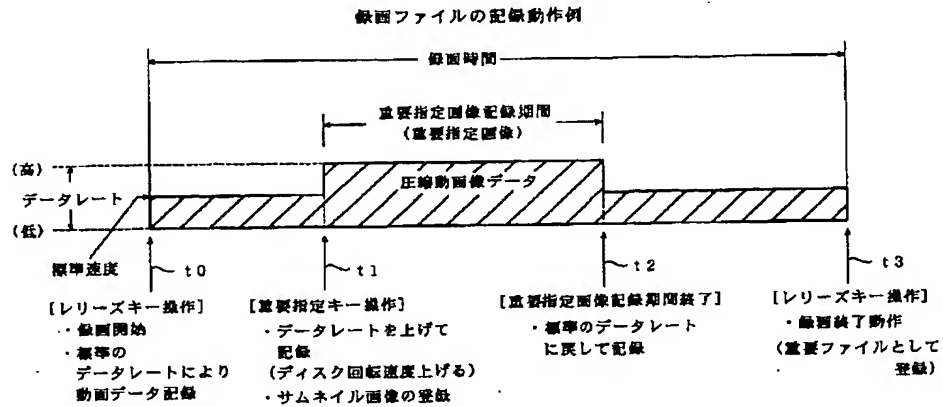 録画ファイルの記録動作例
録画時間
重要指定画像記録期間
(重要指定画像)
(高)
データレート
(低)
圧縮動画像データ
標準速度
t0
t1
t2
t3
[レリーズキー操作]
・録画開始
・標準の
データレートにより
動画データ記録
[重要指定キー操作]
・データレートを上げて
記録
(ディスク回転速度上げる)
・サムネイル画像の登録
[重要指定画像記録期間終了]
・標準のデータレート
に戻して記録
[レリーズキー操作]
・録画終了動作
(重要ファイルとして
登録)